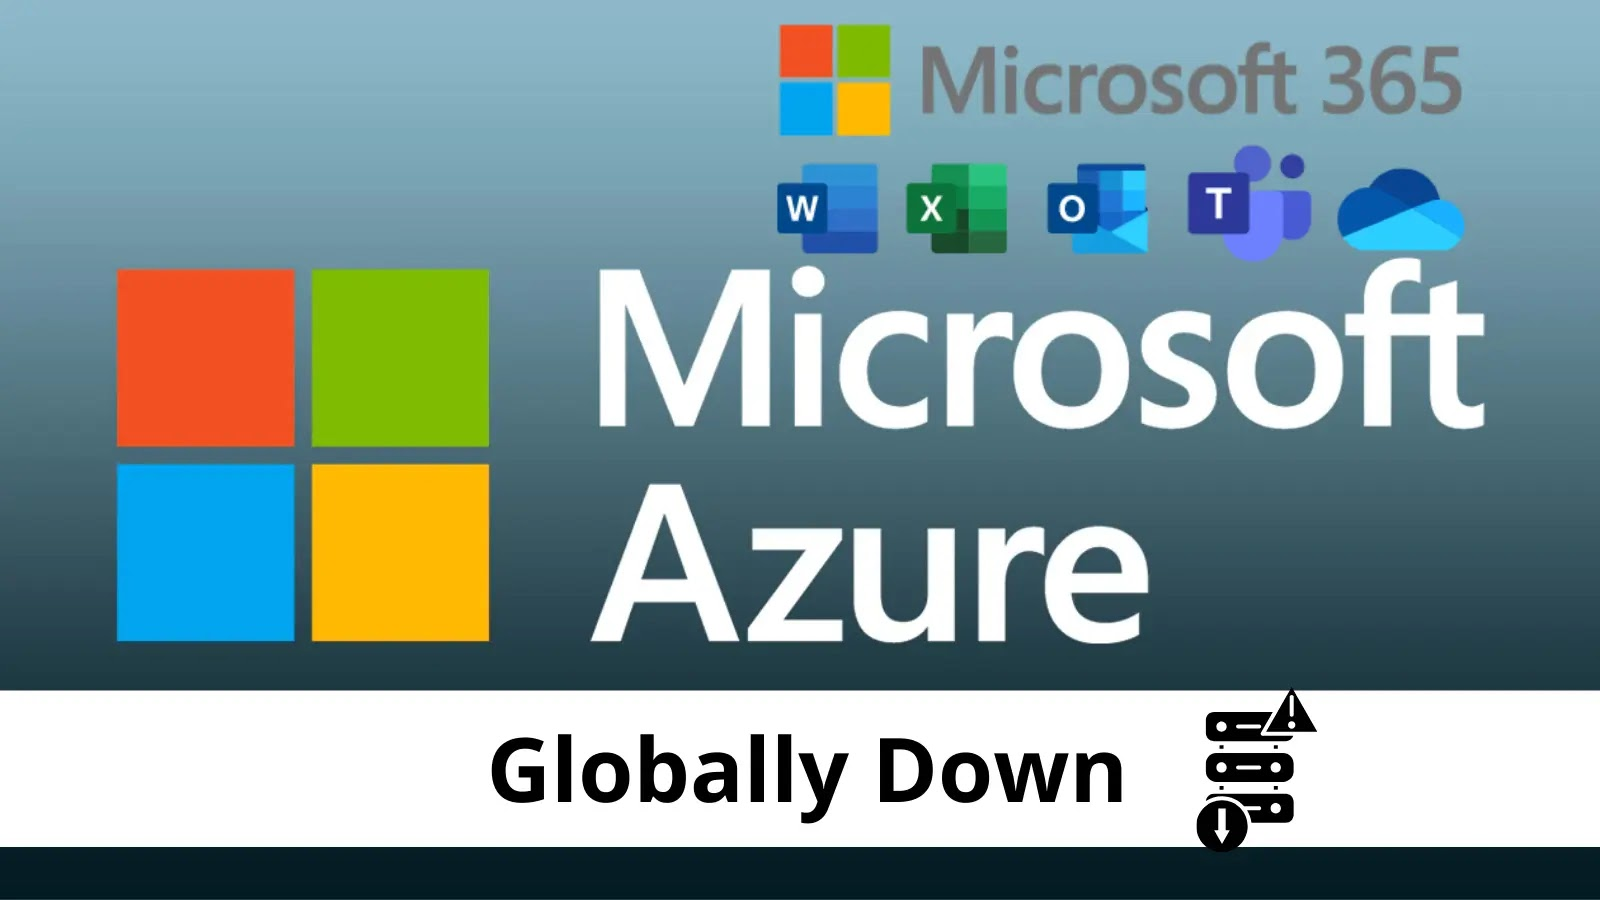 Microsoft 365
W X O T
Microsoft
Azure
Globally Down